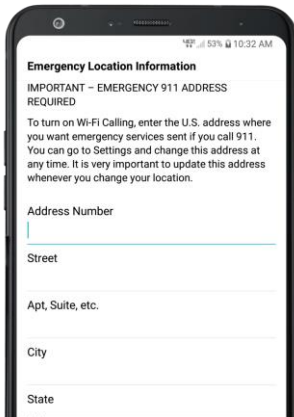 53% 10:32 AM
Emergency Location Information
IMPORTANT – EMERGENCY 911 ADDRESS
REQUIRED
To turn on Wi-Fi Calling, enter the U.S. address where
you want emergency services sent if you call 911.
You can go to Settings and change this address at
any time. It is very important to update this address
whenever you change your location.
Address Number
Street
Apt, Suite, etc.
City
State